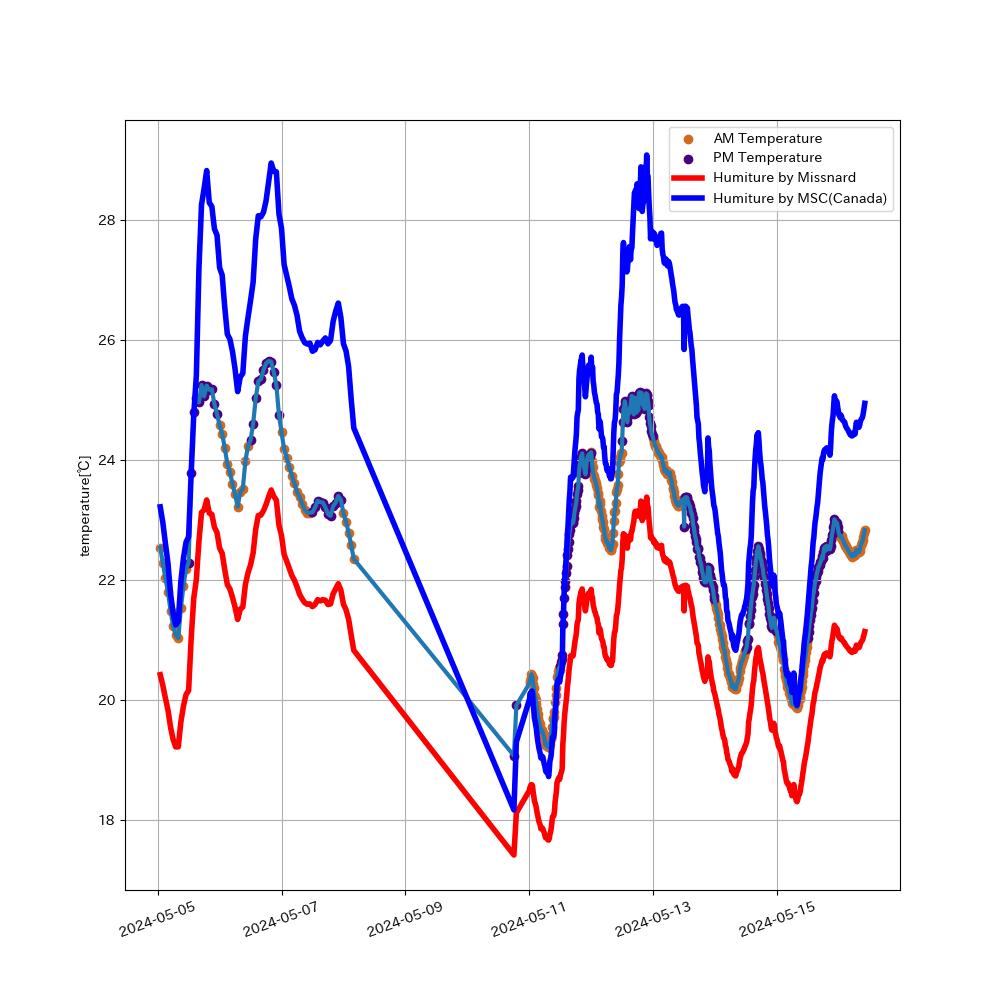 AM Temperature
PM Temperature
Humiture by Missnard
Humiture by MSC(Canada)
temperature[℃]
28
26
24
22
20
18
2024-05-05
2024-05-07
2024-05-09
2024-05-11
2024-05-13
2024-05-15